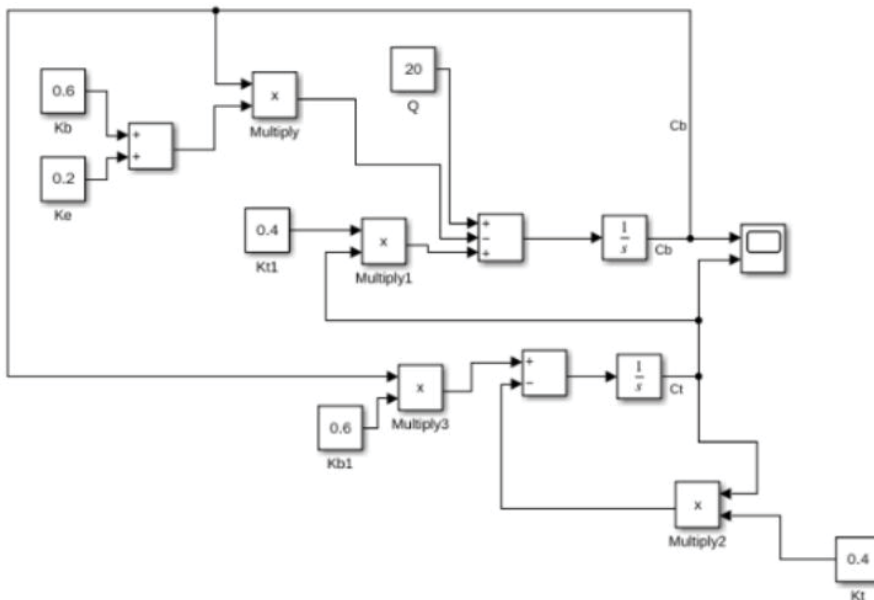 0.6
Kb
0.2
Ke
+
+
x
Multiply
20
Q
Cb
0.4
Kt1
x
Multiply1
+
−
+
1
s
Cb
0.6
Kb1
x
Multiply3
+
−
1
s
Ct
x
Multiply2
0.4
Kt